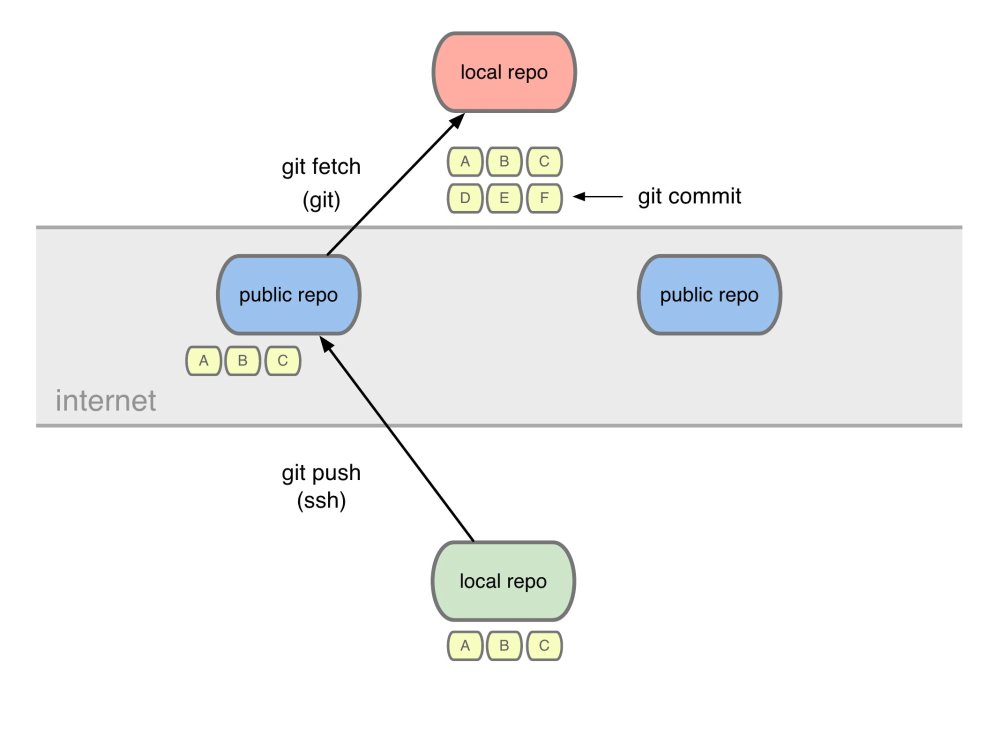 local repo
git fetch
(git)
A B C
D E F
git commit
public repo
public repo
A B C
internet
git push
(ssh)
local repo
A B C